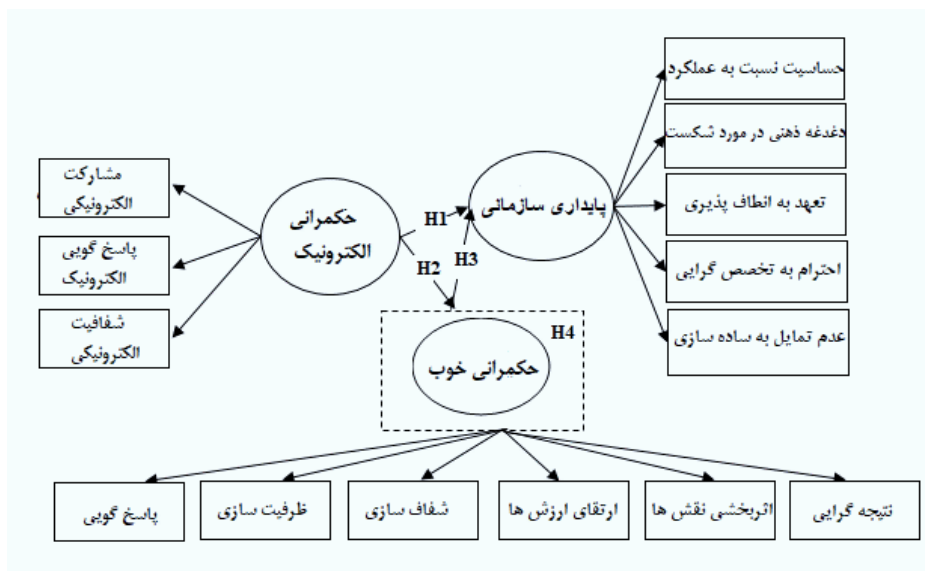 حساسیت نسبت به عملکرد
دغدغه ذهنی در مورد شکست
تعهد به انطاف پذیری
احترام به تخصص گرایی
عدم تمایل به ساده سازی
پایداری سازمانی
حکمرانی
الکترونیک
مشارکت
الکترونیکی
پاسخ گویی
الکترونیک
شفافیت
الکترونیکی
H1
H2
H3
H4
حکمرانی خوب
نتیجه گرایی
اثربخشی نقش ها
ارتقای ارزش ها
شفاف سازی
ظرفیت سازی
پاسخ گویی